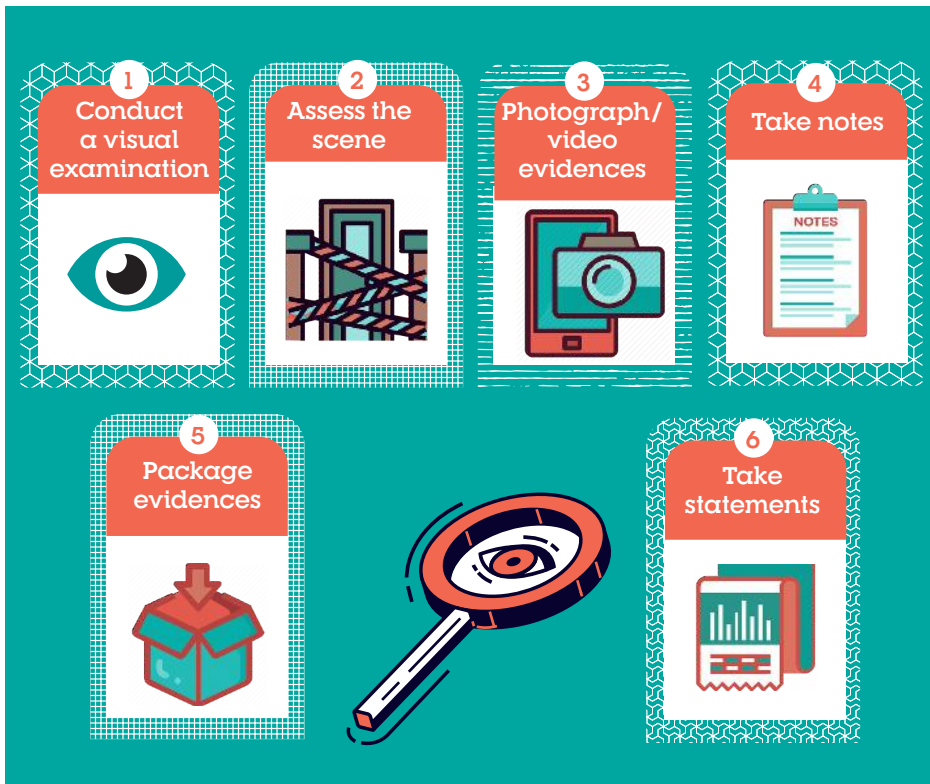 1
Conduct
a visual
examination
2
Assess the
scene
3
Photograph/
video
evidences
4
Take notes
NOTES
5
Package
evidences
6
Take
statements